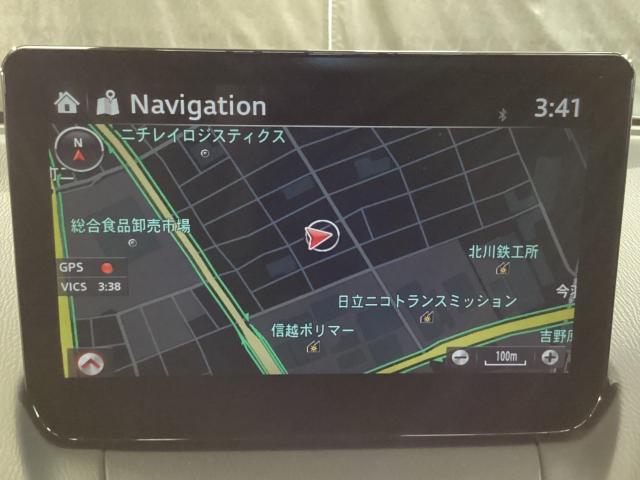 Navigation
3:41
N
ニチレイロジスティクス
総合食品卸売市場
GPS
VICS 3:38
北川鉄工所
日立ニコトランスミッション
信越ポリマー
吉野
100m